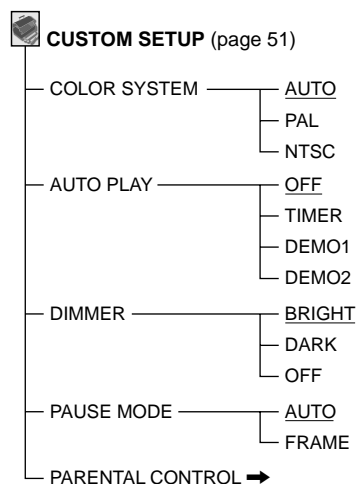 CUSTOM SETUP (page 51)
COLOR SYSTEM AUTO
PAL
NTSC
AUTO PLAY OFF
TIMER
DEMO1
DEMO2
DIMMER BRIGHT
DARK
OFF
PAUSE MODE AUTO
FRAME
PARENTAL CONTROL ➡